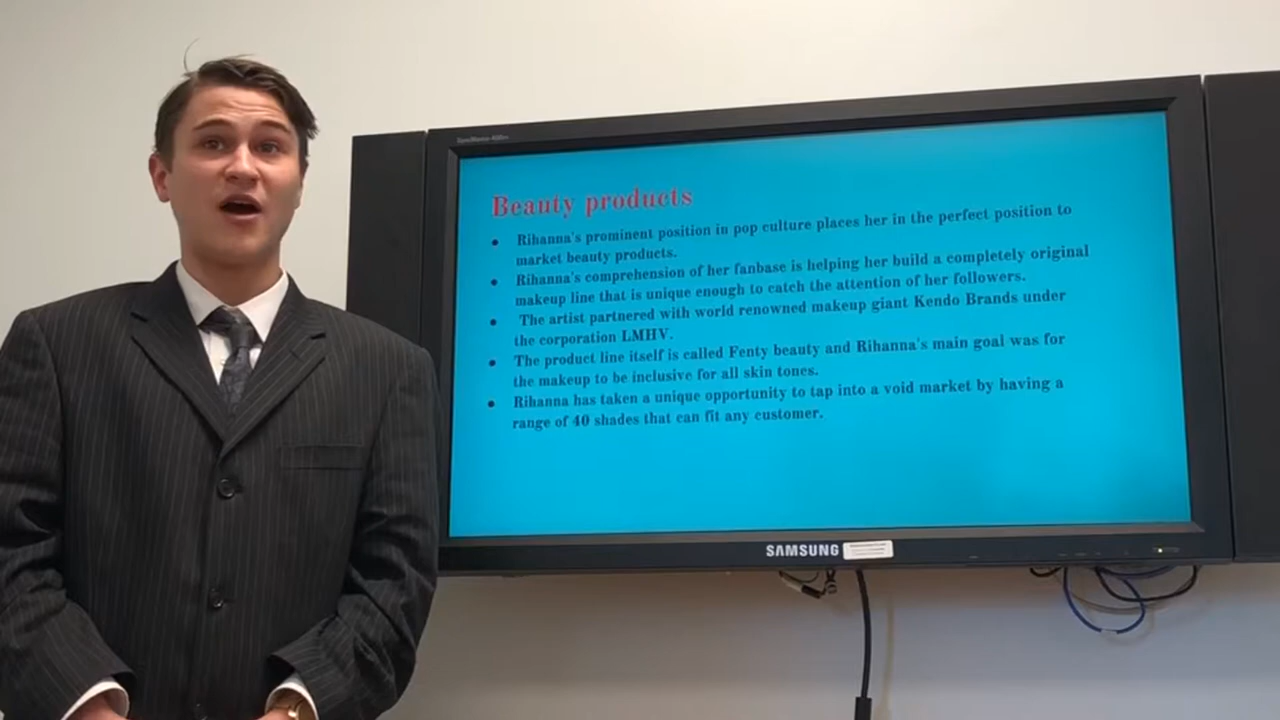 Beauty products
● Rihanna's prominent position in pop culture places her in the perfect position to
market beauty products.
● Rihanna's comprehension of her fanbase is helping her build a completely original
makeup line that is unique enough to catch the attention of her followers.
● The artist partnered with world renowned makeup giant Kendo Brands under
the corporation LMHV.
● The product line itself is called Fenty beauty and Rihanna's main goal was for
the makeup to be inclusive for all skin tones.
● Rihanna has taken a unique opportunity to tap into a void market by having a
range of 40 shades that can fit any customer.
SAMSUNG